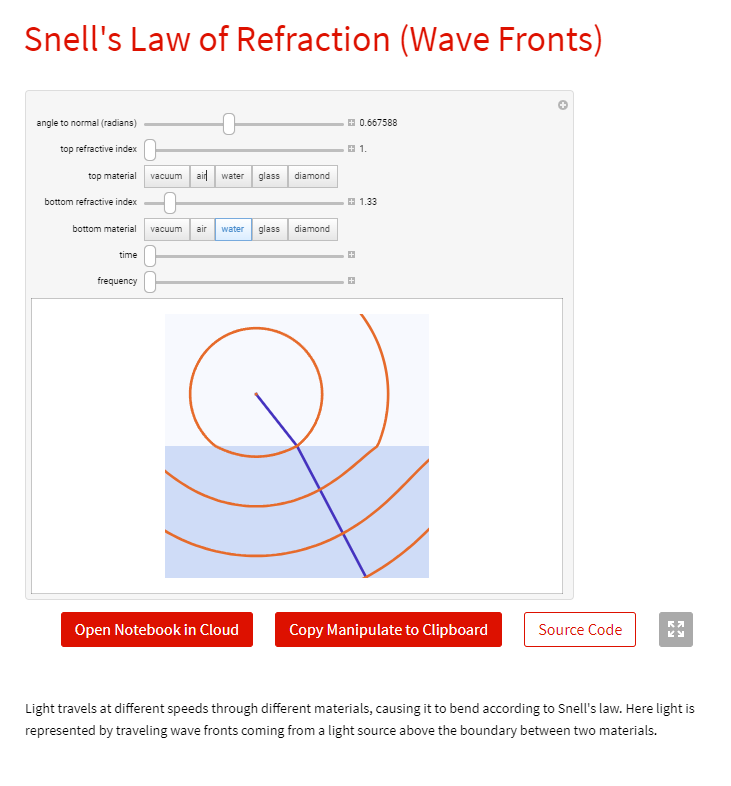 Snell's Law of Refraction (Wave Fronts)
angle to normal (radians) 0.667588
top refractive index 1.
top material vacuum air water glass diamond
bottom refractive index 1.33
bottom material vacuum air water glass diamond
time
frequency
Open Notebook in Cloud Copy Manipulate to Clipboard Source Code
Light travels at different speeds through different materials, causing it to bend according to Snell's law. Here light is
represented by traveling wave fronts coming from a light source above the boundary between two materials.